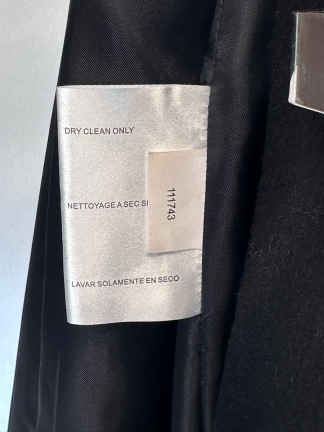 DRY CLEAN ONLY
NETTOYAGE A SEC
111743
LAVAR SOLAMENTE EN SECO